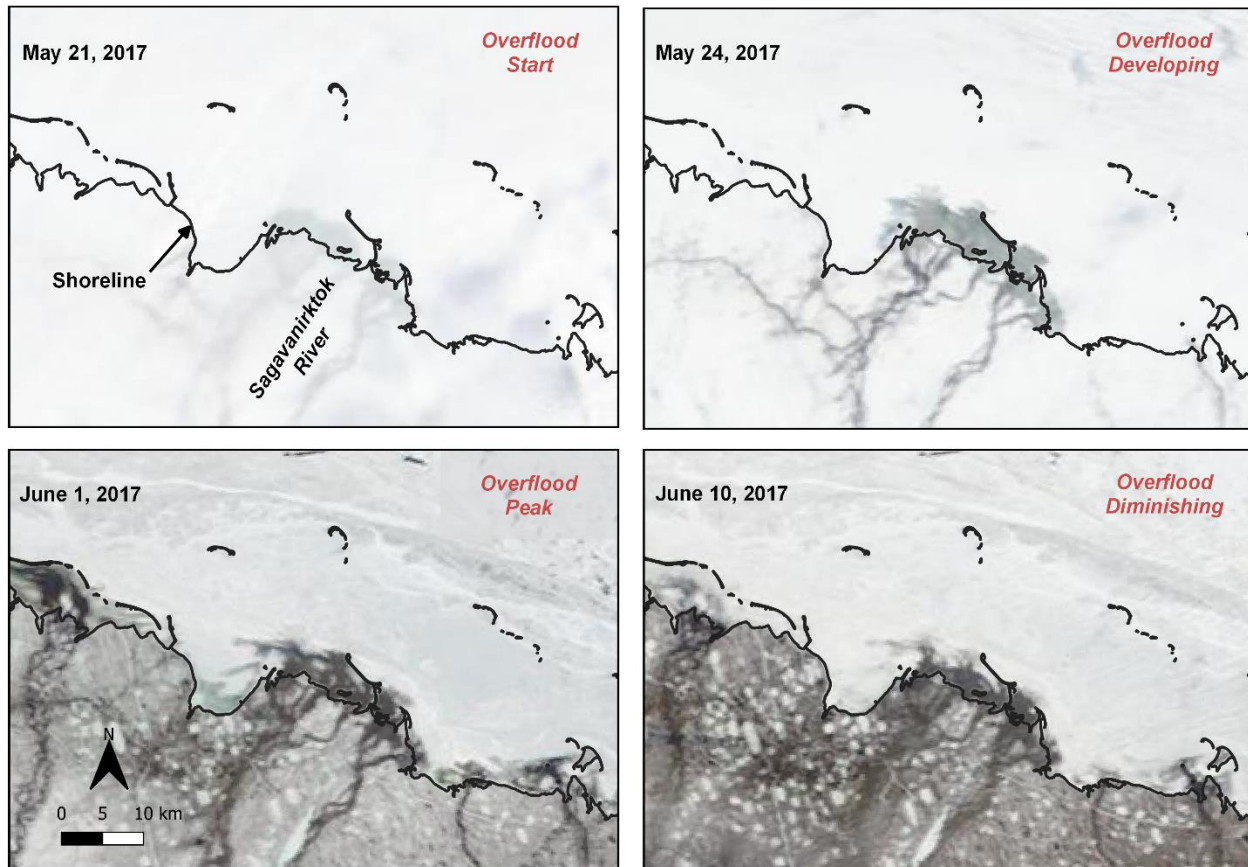 May 21, 2017
Overflood
Start
Shoreline
Sagavanirktok
River
May 24, 2017
Overflood
Developing
June 1, 2017
Overflood
Peak
N
0 5 10 km
June 10, 2017
Overflood
Diminishing